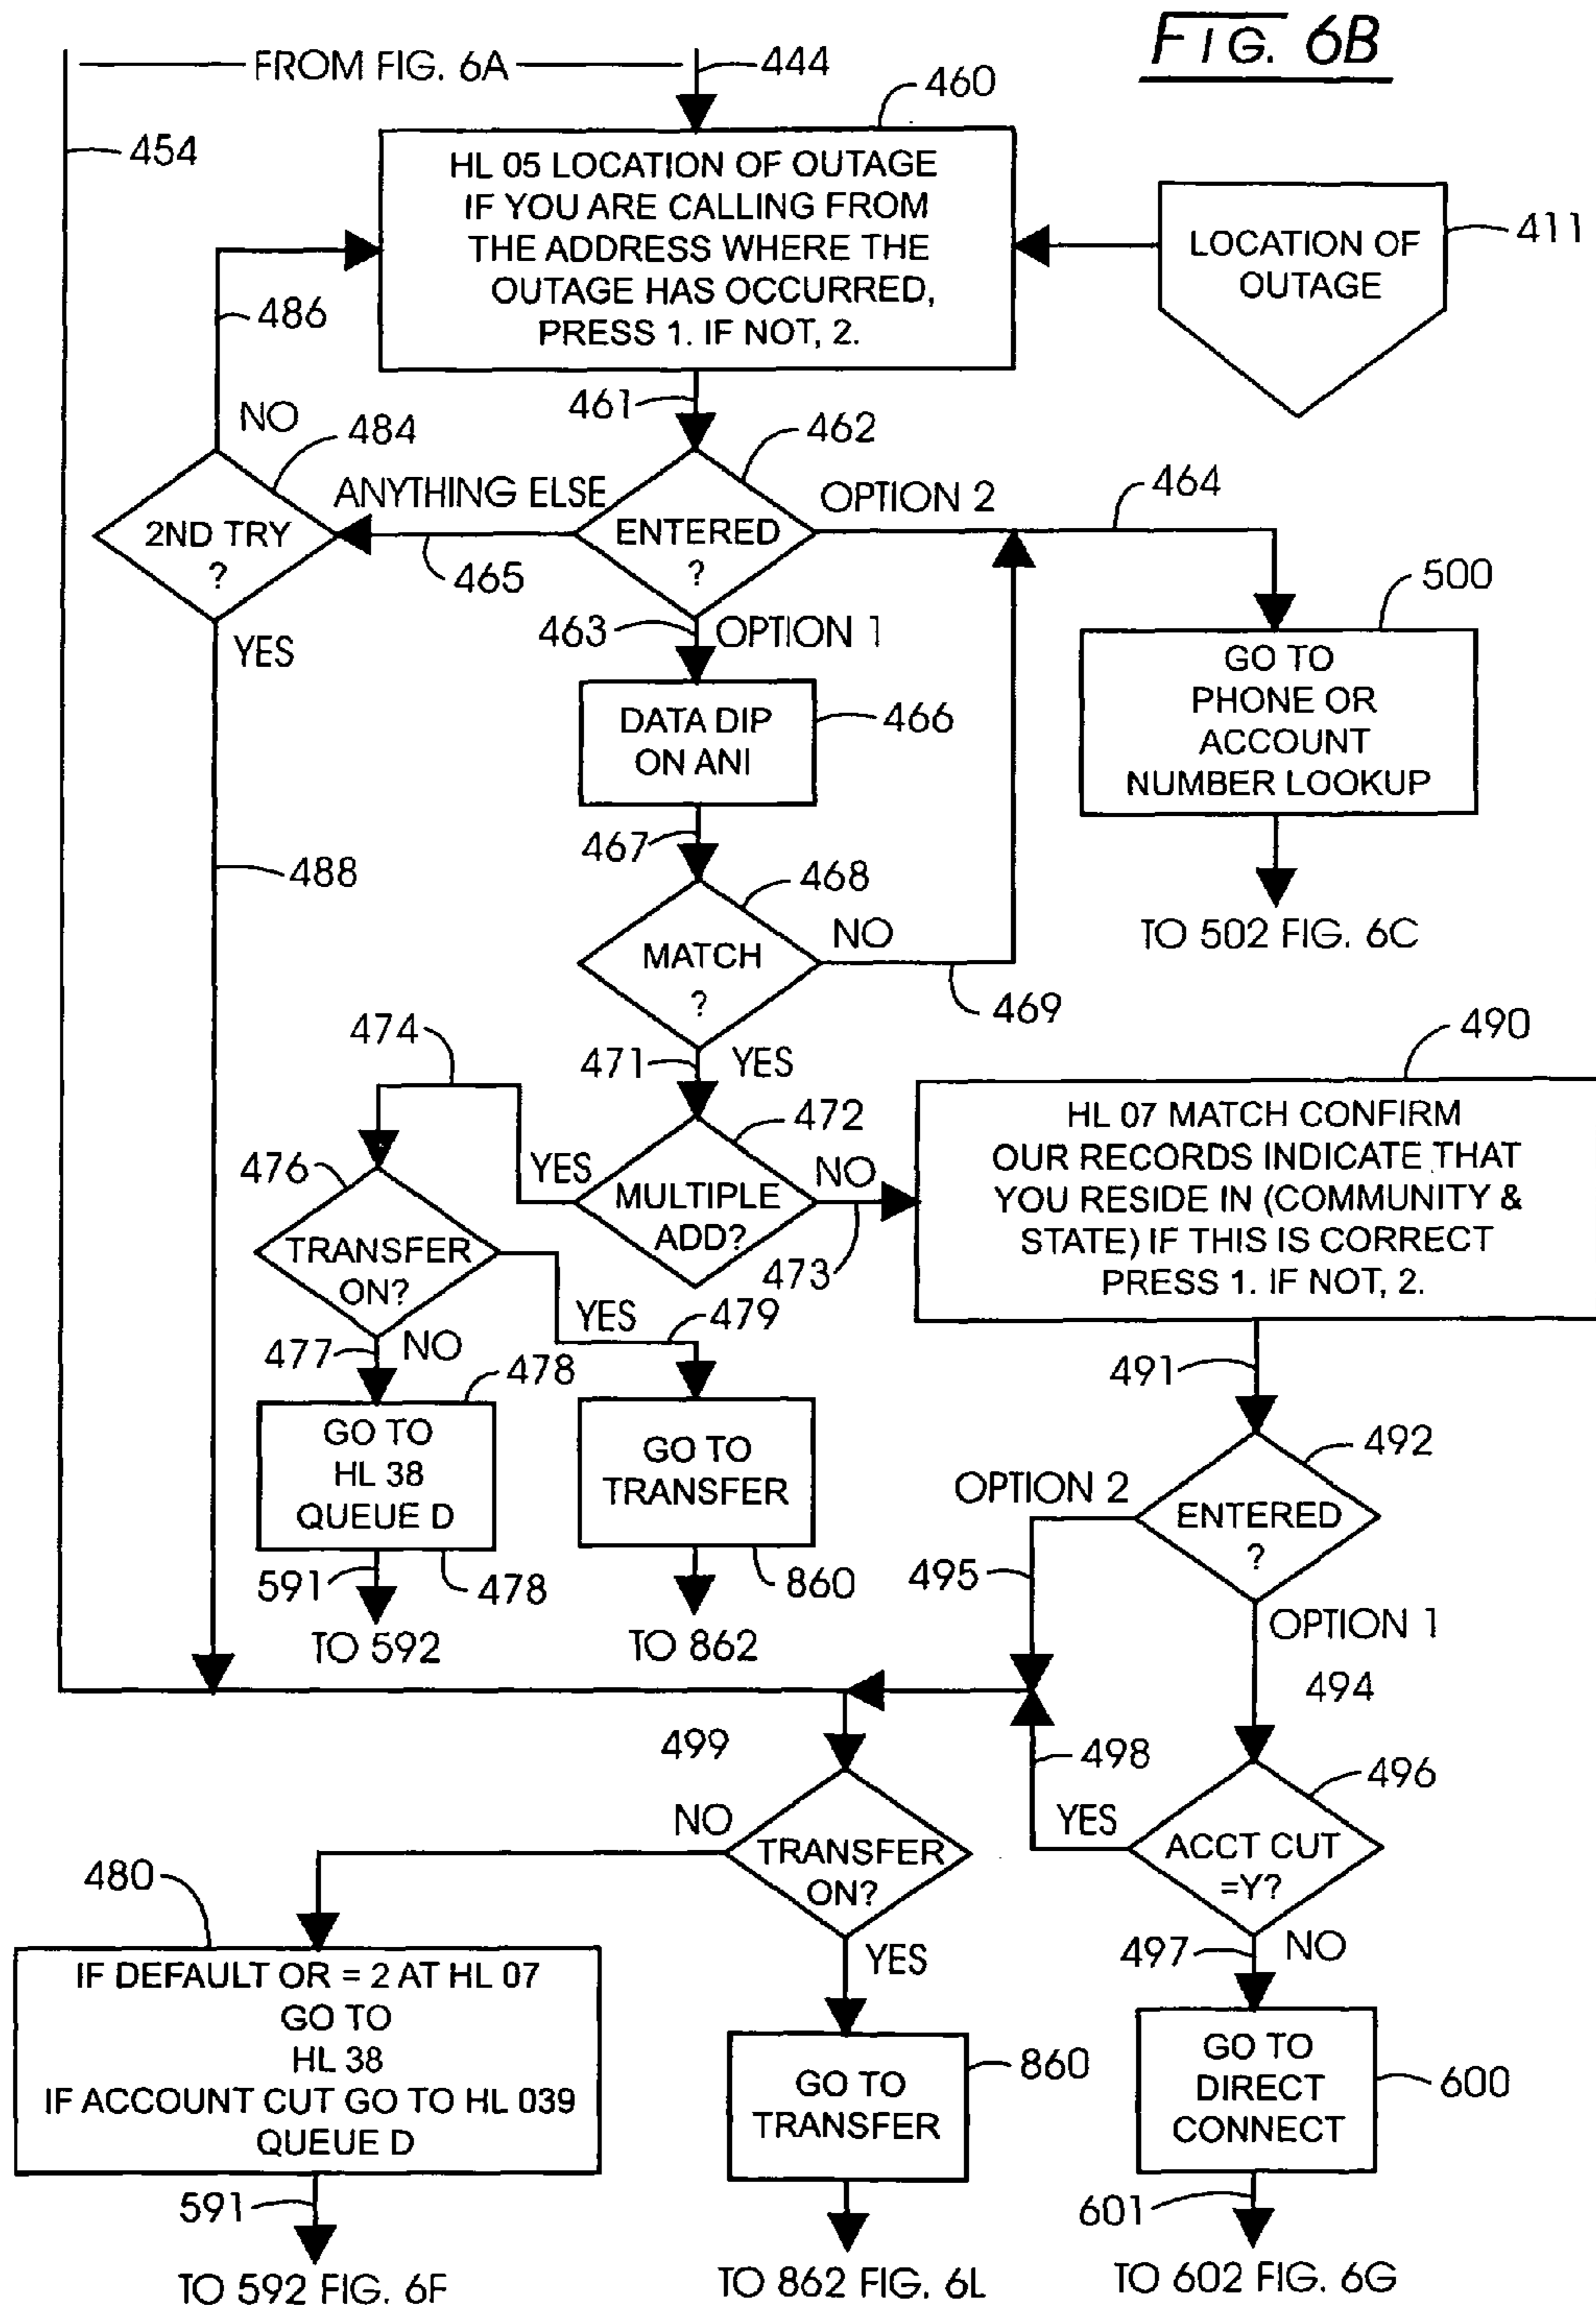 FIG. 6B
FROM FIG. 6A
444
460
454
HL 05 LOCATION OF OUTAGE
IF YOU ARE CALLING FROM
THE ADDRESS WHERE THE
OUTAGE HAS OCCURRED,
PRESS 1. IF NOT, 2.
LOCATION OF
OUTAGE
411
486
461
NO
484
462
ANYTHING ELSE
OPTION 2
464
2ND TRY
?
ENTERED
?
465
500
463
OPTION 1
YES
GO TO
PHONE OR
ACCOUNT
NUMBER LOOKUP
DATA DIP
ON ANI
466
467
488
468
TO 502 FIG. 6C
MATCH
?
NO
469
474
471
YES
490
472
HL 07 MATCH CONFIRM
OUR RECORDS INDICATE THAT
YOU RESIDE IN (COMMUNITY &
STATE) IF THIS IS CORRECT
PRESS 1. IF NOT, 2.
476
YES
MULTIPLE
ADD?
NO
473
TRANSFER
ON?
YES
479
477
NO
478
491
GO TO
HL 38
QUEUE D
GO TO
TRANSFER
492
OPTION 2
ENTERED
?
591
478
860
495
TO 592
TO 862
OPTION 1
494
499
498
496
NO
TRANSFER
ON?
YES
ACCT CUT
=Y?
480
YES
497
NO
IF DEFAULT OR = 2 AT HL 07
GO TO
HL 38
IF ACCOUNT CUT GO TO HL 039
QUEUE D
GO TO
TRANSFER
860
GO TO
DIRECT
CONNECT
600
591
601
TO 592 FIG. 6F
TO 862 FIG. 6L
TO 602 FIG. 6G